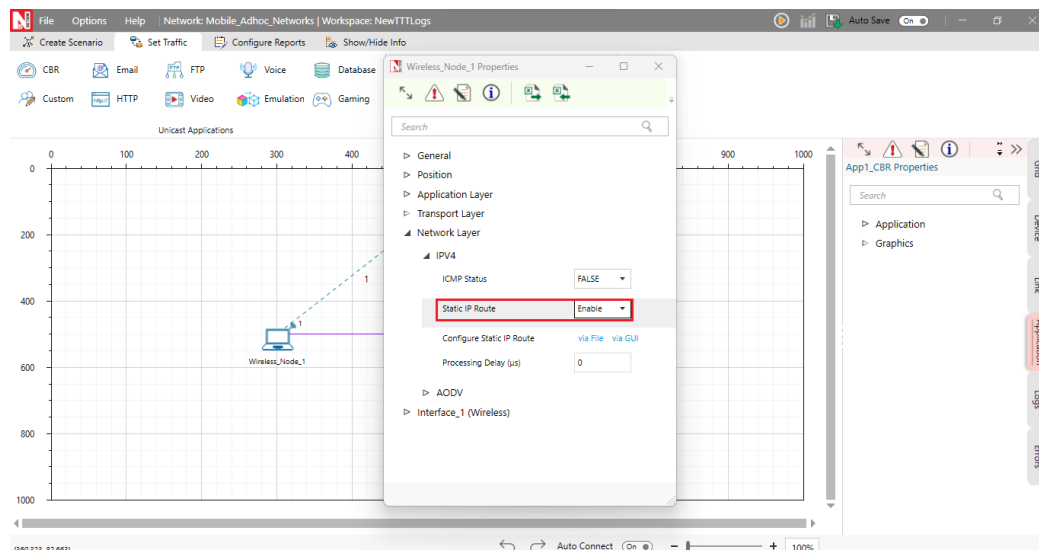 N File Options Help Network: Mobile_Adhoc_Networks | Workspace: NewTTTLogs Auto Save On
Create Scenario Set Traffic Configure Reports Show/Hide Info
CBR Email FTP Voice Database
Custom HTTP Video Emulation Gaming
Unicast Applications
Wireless_Node_1 Properties
Search
General
Position
Application Layer
Transport Layer
Network Layer
IPV4
ICMP Status FALSE
Static IP Route Enable
Configure Static IP Route via File via GUI
Processing Delay (µs) 0
AODV
Interface_1 (Wireless)
0 100 200 300 400 900 1000
0
200
400
600
800
1000
1
1
Wireless_Node_1
App1_CBR Properties
Search
Application
Graphics
Grid
Device
Link
Application
Logs
Errors
Auto Connect On 100%